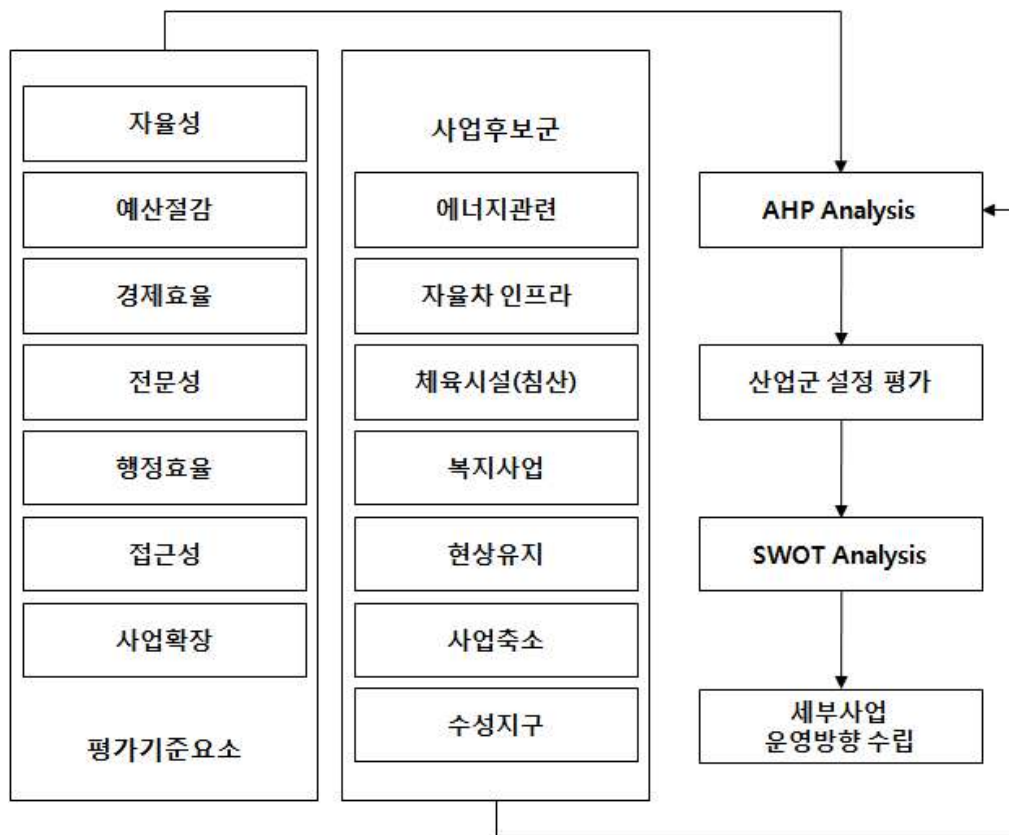 자율성
예산절감
경제효율
전문성
행정효율
접근성
사업확장
평가기준요소
사업후보군
에너지관련
자율차 인프라
체육시설(침산)
복지사업
현상유지
사업축소
수성지구
AHP Analysis
산업군 설정 평가
SWOT Analysis
세부사업
운영방향 수립